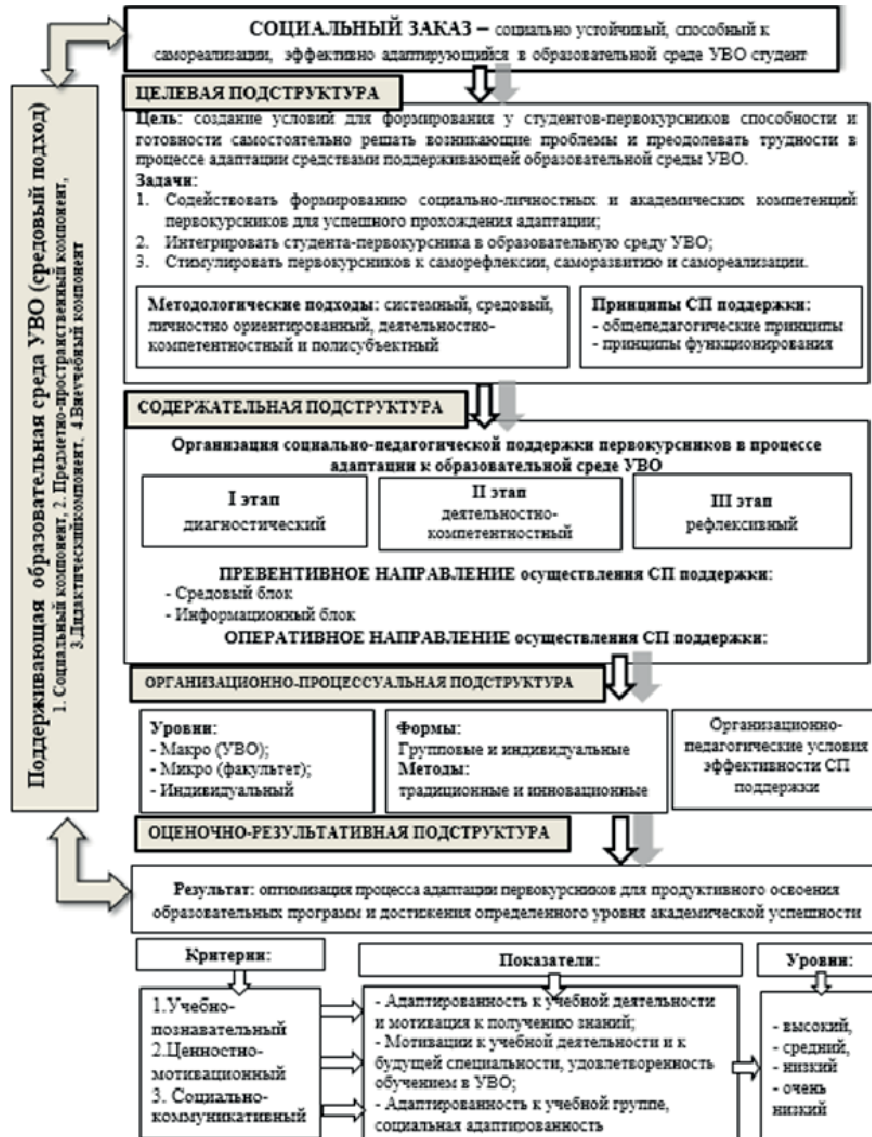 СОЦИАЛЬНЫЙ ЗАКАЗ – социально устойчивый, способный к
самореализации, эффективно адаптирующийся в образовательной среде УВО студент
Поддерживающая образовательная среда УВО (средовый подход)
1. Социальный компонент, 2. Предметно-пространственный компонент,
3.Дидактическийкомпонент. 4.Внеучебный компонент
ЦЕЛЕВАЯ ПОДСТРУКТУРА
Цель: создание условий для формирования у студентов-первокурсников способности и
готовности самостоятельно решать возникающие проблемы и преодолевать трудности в
процессе адаптации средствами поддерживающей образовательной среды УВО.
Задачи:
1. Содействовать формированию социально-личностных и академических компетенций
первокурсников для успешного прохождения адаптации;
2. Интегрировать студента-первокурсника в образовательную среду УВО;
3. Стимулировать первокурсников к саморефлексии, саморазвитию и самореализации.
Методологические подходы: системный, средовый,
личностно ориентированный, деятельностно-
компетентностный и полисубъектный
Принципы СП поддержки:
- общепедагогические принципы
- принципы функционирования
СОДЕРЖАТЕЛЬНАЯ ПОДСТРУКТУРА
Организация социально-педагогической поддержки первокурсников в процессе
адаптации к образовательной среде УВО
I этап
диагностический
II этап
деятельностно-
компетентностный
III этап
рефлексивный
ПРЕВЕНТИВНОЕ НАПРАВЛЕНИЕ осуществления СП поддержки:
- Средовый блок
- Информационный блок
ОПЕРАТИВНОЕ НАПРАВЛЕНИЕ осуществления СП поддержки:
ОРГАНИЗАЦИОННО-ПРОЦЕССУАЛЬНАЯ ПОДСТРУКТУРА
Уровни:
- Макро (УВО);
- Микро (факультет);
- Индивидуальный
Формы:
Групповые и индивидуальные
Методы:
традиционные и инновационные
Организационно-
педагогические условия
эффективности СП
поддержки
ОЦЕНОЧНО-РЕЗУЛЬТАТИВНАЯ ПОДСТРУКТУРА
Результат: оптимизация процесса адаптации первокурсников для продуктивного освоения
образовательных программ и достижения определенного уровня академической успешности
Критерии:
Показатели:
Уровни:
1.Учебно-
познавательный
2.Ценностно-
мотивационный
3. Социально-
коммуникативный
- Адаптированность к учебной деятельности
и мотивация к получению знаний;
- Мотивации к учебной деятельности и к
будущей специальности, удовлетворенность
обучением в УВО;
- Адаптированность к учебной группе,
социальная адаптированность
- высокий,
- средний,
- низкий
- очень
низкий